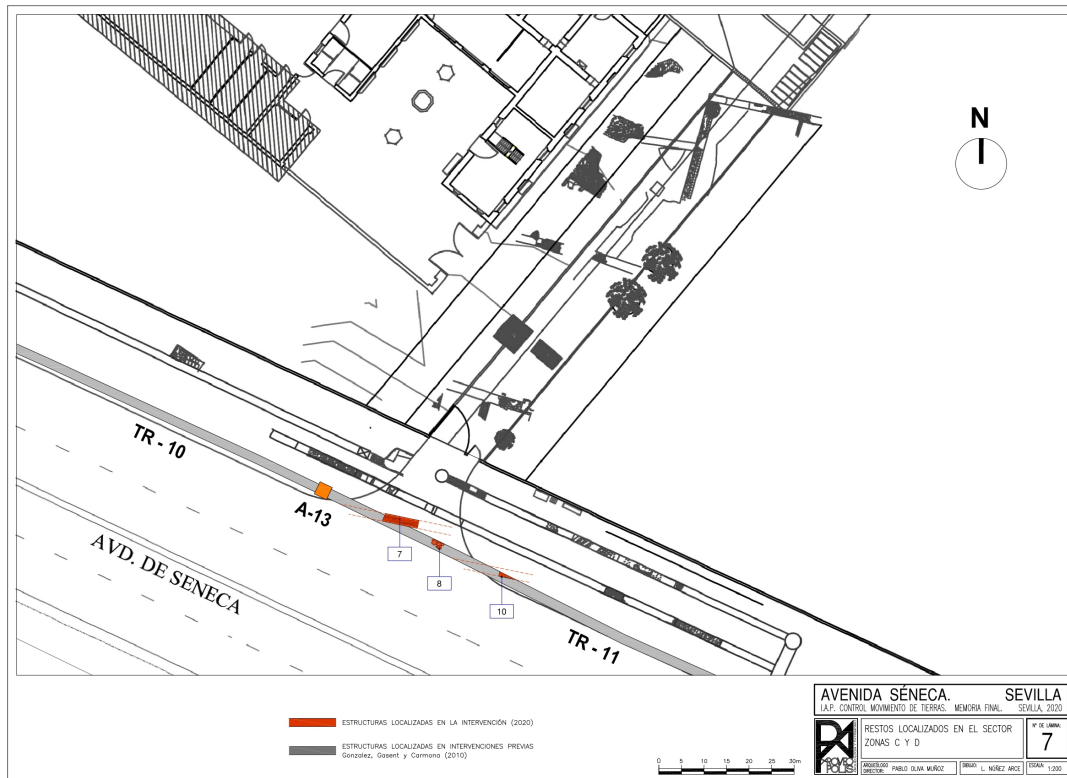 N
TR - 10
A-13
AVD. DE SENECA
7
8
10
TR - 11
ESTRUCTURAS LOCALIZADAS EN LA INTERVENCIÓN (2020)
ESTRUCTURAS LOCALIZADAS EN INTERVENCIONES PREVIAS
Gonzalez, Gasent y Carmona (2010)
0 5 10 15 20 25 30m
AVENIDA SÉNECA. SEVILLA
I.A.P. CONTROL MOVIMIENTO DE TIERRAS. MEMORIA FINAL. SEVILLA, 2020
RESTOS LOCALIZADOS EN EL SECTOR
ZONAS C Y D
Nº DE LÁMINA:
7
ARQUEÓLOGO
DIRECTOR: PABLO OLIVA MUÑOZ
DIBUJO: L. NÚÑEZ ARCE
ESCALA: 1:200